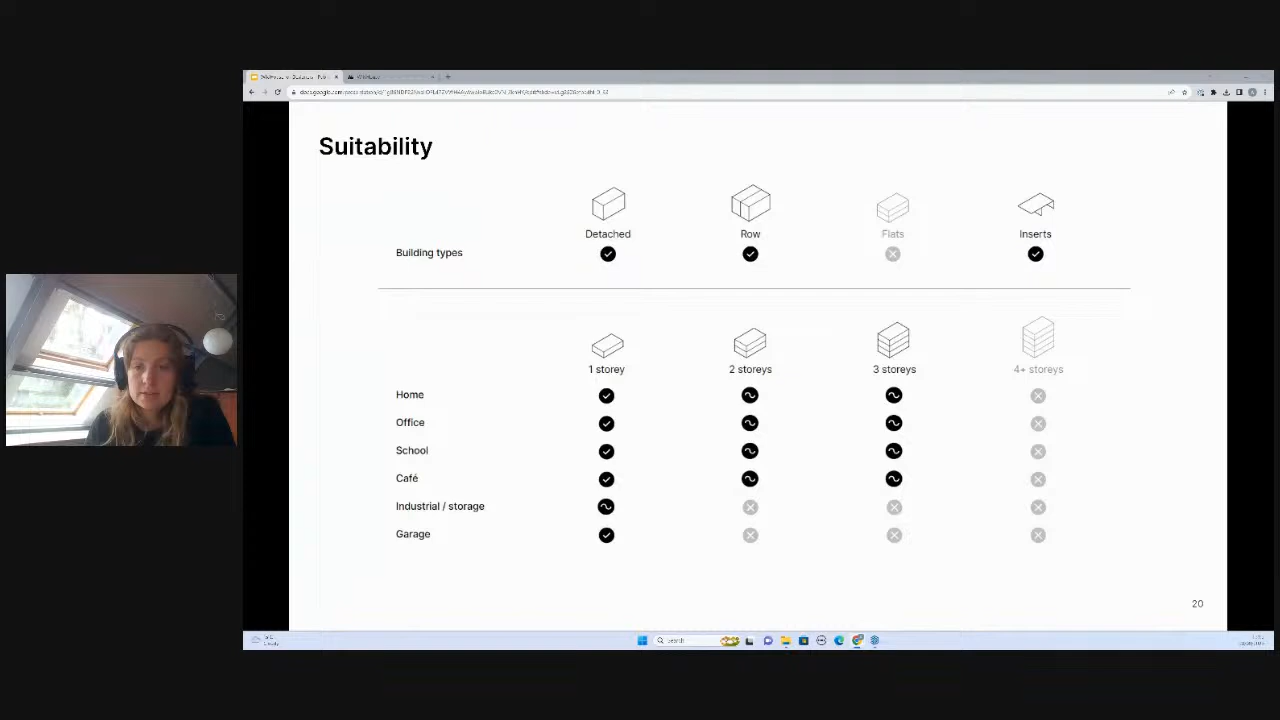 Suitability
Detached
Row
Flats
Inserts
Building types
1 storey
2 storeys
3 storeys
4+ storeys
Home
Office
School
Café
Industrial / storage
Garage
20
Search